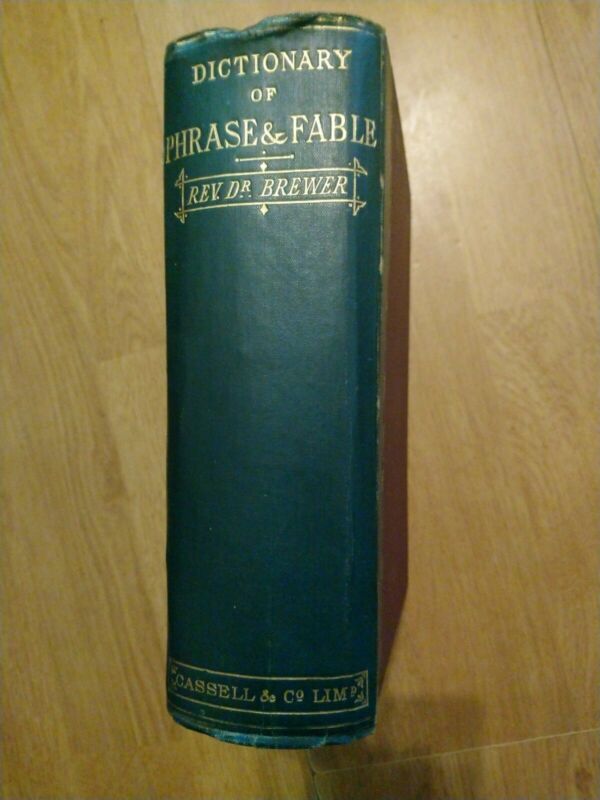 DICTIONARY
OF
PHRASE & FABLE
REV. DR. BREWER
CASSELL & Co LIMD